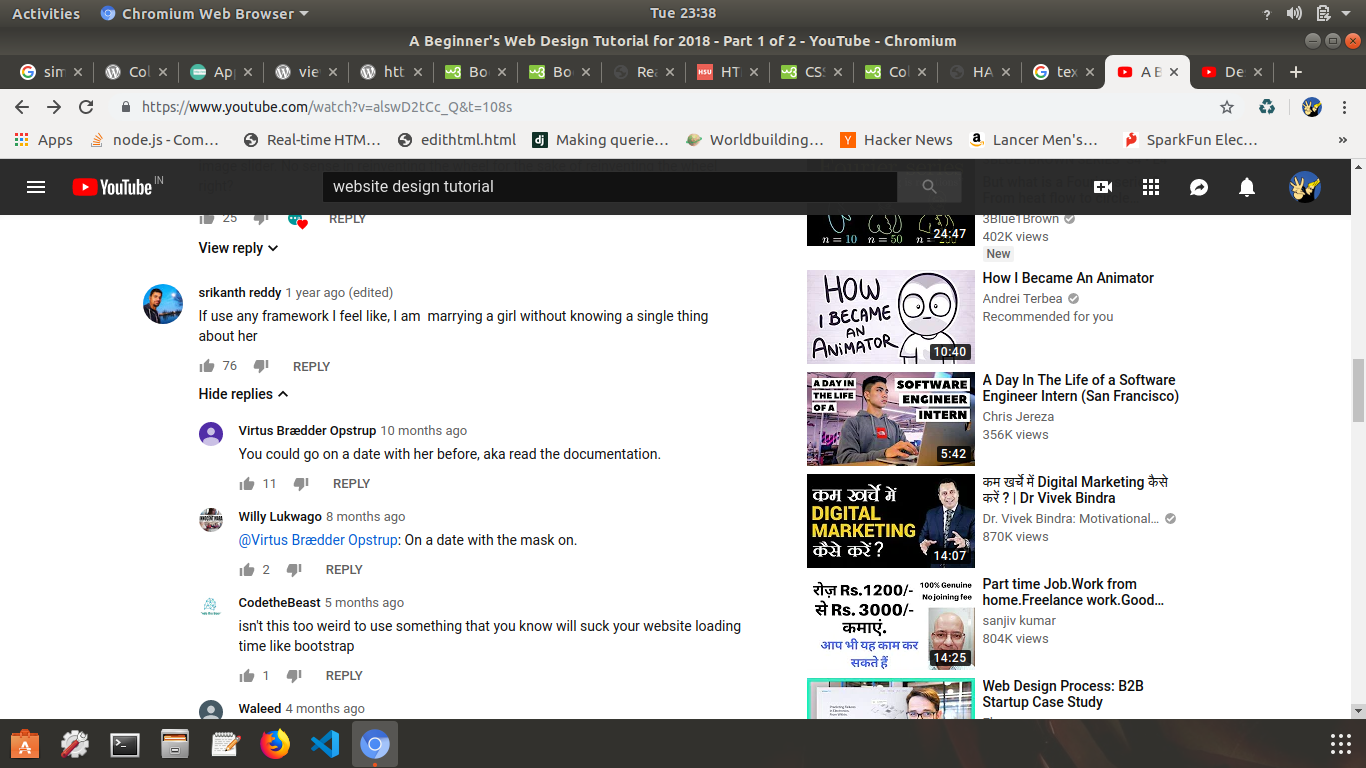 Activities
Chromium Web Browser
Tue 23:38
A Beginner's Web Design Tutorial for 2018 - Part 1 of 2 - YouTube - Chromium
sim
Col
App
vie
htt
Bo
Bo
Rea
HT
CSS
Col
HA
tex
A B
De
https://www.youtube.com/watch?v=alswD2tCc_Q&t=108s
Apps
node.js - Com…
Real-time HTM…
edithtml.html
Making querie…
Worldbuilding…
Hacker News
Lancer Men's…
SparkFun Elec…
»
YouTube IN
website design tutorial
25
REPLY
View reply
srikanth reddy 1 year ago (edited)
If use any framework I feel like, I am  marrying a girl without knowing a single thing
about her
76
REPLY
Hide replies
Virtus Brædder Opstrup 10 months ago
You could go on a date with her before, aka read the documentation.
11
REPLY
Willy Lukwago 8 months ago
@Virtus Brædder Opstrup: On a date with the mask on.
2
REPLY
CodetheBeast 5 months ago
isn't this too weird to use something that you know will suck your website loading
time like bootstrap
1
REPLY
Waleed 4 months ago
n = 10
n = 50
24:47
3Blue1Brown
402K views
New
HOW
I BECAME
AN
ANIMATOR
10:40
How I Became An Animator
Andrei Terbea
Recommended for you
A DAY IN
THE LIFE
OF A
SOFTWARE
ENGINEER
INTERN
5:42
A Day In The Life of a Software
Engineer Intern (San Francisco)
Chris Jereza
356K views
कम खर्चे में
DIGITAL
MARKETING
कैसे करें ?
14:07
कम खर्चे में Digital Marketing कैसे
करें ? | Dr Vivek Bindra
Dr. Vivek Bindra: Motivational…
870K views
रोज़ Rs.1200/-
से Rs. 3000/-
कमाएं.
आप भी यह काम कर
सकते हैं
100% Genuine
No joining fee
14:25
Part time Job.Work from
home.Freelance work.Good…
sanjiv kumar
804K views
Web Design Process: B2B
Startup Case Study